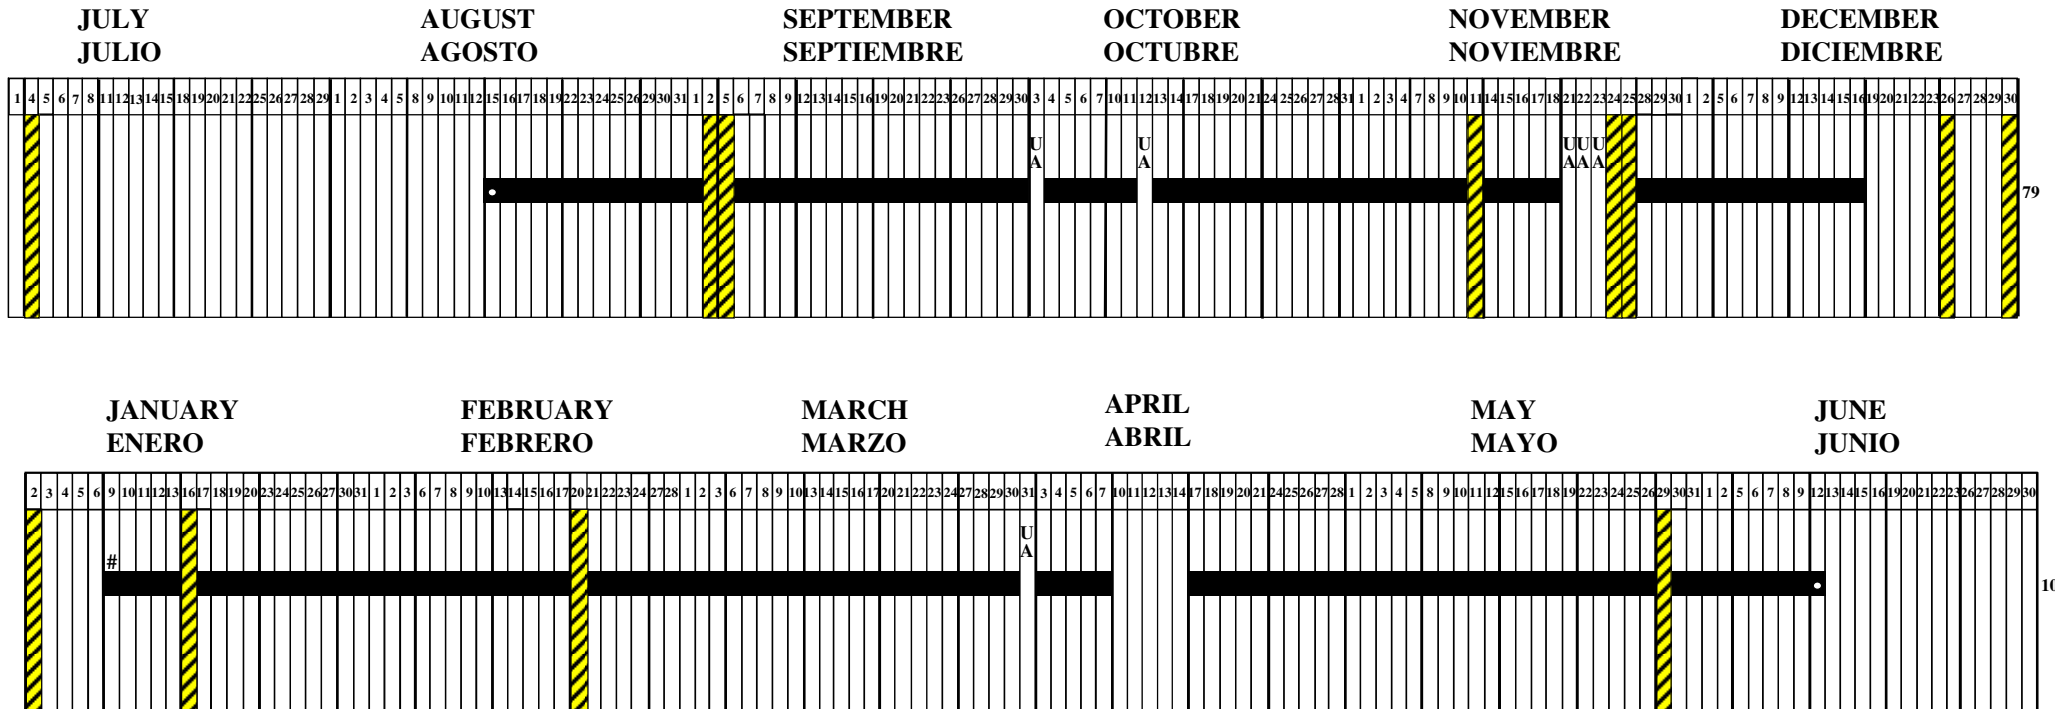 JULY AUGUST SEPTEMBER OCTOBER NOVEMBER DECEMBER
JULIO AGOSTO SEPTIEMBRE OCTUBRE NOVIEMBRE DICIEMBRE
1 4 5 6 7 8 11 12 13 14 15 18 19 20 21 22 25 26 27 28 29 1 2 3 4 5 8 9 10 11 12 15 16 17 18 19 22 23 24 25 26 29 30 31 1 2 5 6 7 8 9 12 13 14 15 16 19 20 21 22 23 26 27 28 29 30 3 4 5 6 7 10 11 12 13 14 17 18 19 20 21 24 25 26 27 28 31 1 2 3 4 7 8 9 10 11 14 15 16 17 18 21 22 23 24 25 28 29 30 1 2 5 6 7 8 9 12 13 14 15 16 19 20 21 22 23 26 27 28 29 30
U U U U U
A A A A A
79
JANUARY FEBRUARY MARCH APRIL MAY JUNE
ENERO FEBRERO MARZO ABRIL MAYO JUNIO
2 3 4 5 6 9 10 11 12 13 16 17 18 19 20 23 24 25 26 27 30 31 1 2 3 6 7 8 9 10 13 14 15 16 17 20 21 22 23 24 27 28 1 2 3 6 7 8 9 10 13 14 15 16 17 20 21 22 23 24 27 28 29 30 31 3 4 5 6 7 10 11 12 13 14 17 18 19 20 21 24 25 26 27 28 1 2 3 4 5 8 9 10 11 12 15 16 17 18 19 22 23 24 25 26 29 30 31 1 2 5 6 7 8 9 12 13 14 15 16 19 20 21 22 23 26 27 28 29 30
U
A
#